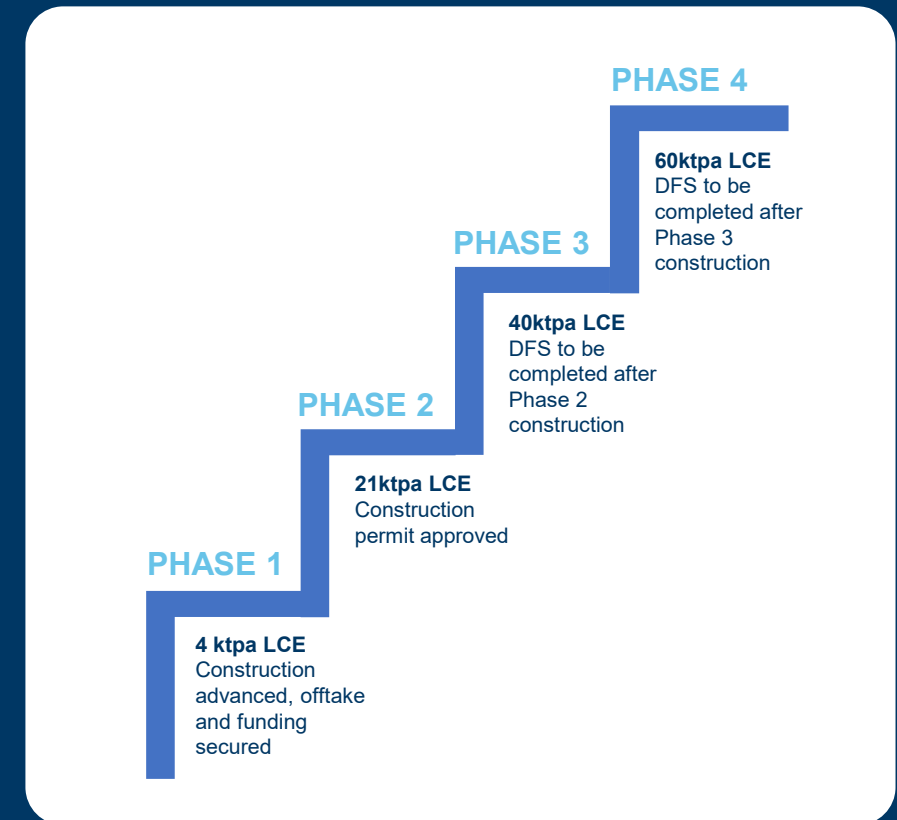 PHASE 4
60ktpa LCE
DFS to be
completed after
Phase 3
construction
PHASE 3
40ktpa LCE
DFS to be
completed after
Phase 2
construction
PHASE 2
21ktpa LCE
Construction
permit approved
PHASE 1
4 ktpa LCE
Construction
advanced, offtake
and funding
secured